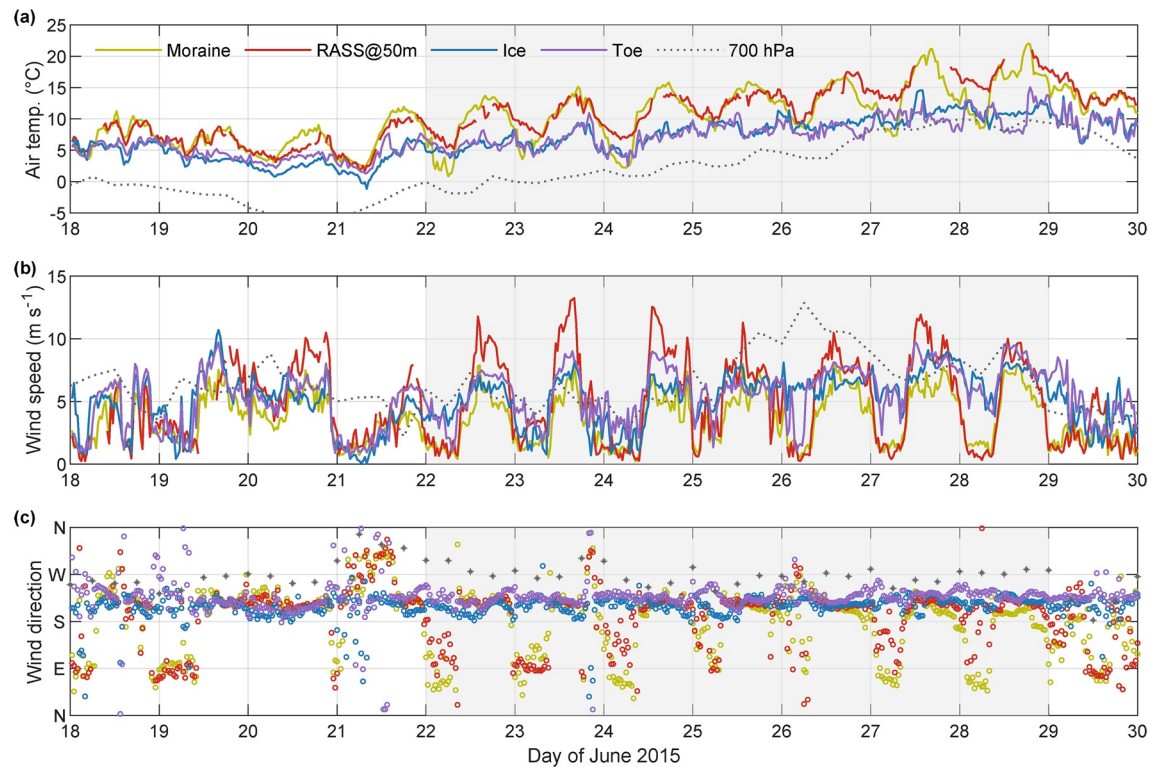 (a)
Air temp. (°C)
25
20
15
10
5
0
-5
Moraine RASS@50m Ice Toe 700 hPa
18 19 20 21 22 23 24 25 26 27 28 29 30
(b)
Wind speed (m s⁻¹)
15
10
5
0
18 19 20 21 22 23 24 25 26 27 28 29 30
(c)
Wind direction
N
W
S
E
N
18 19 20 21 22 23 24 25 26 27 28 29 30
Day of June 2015